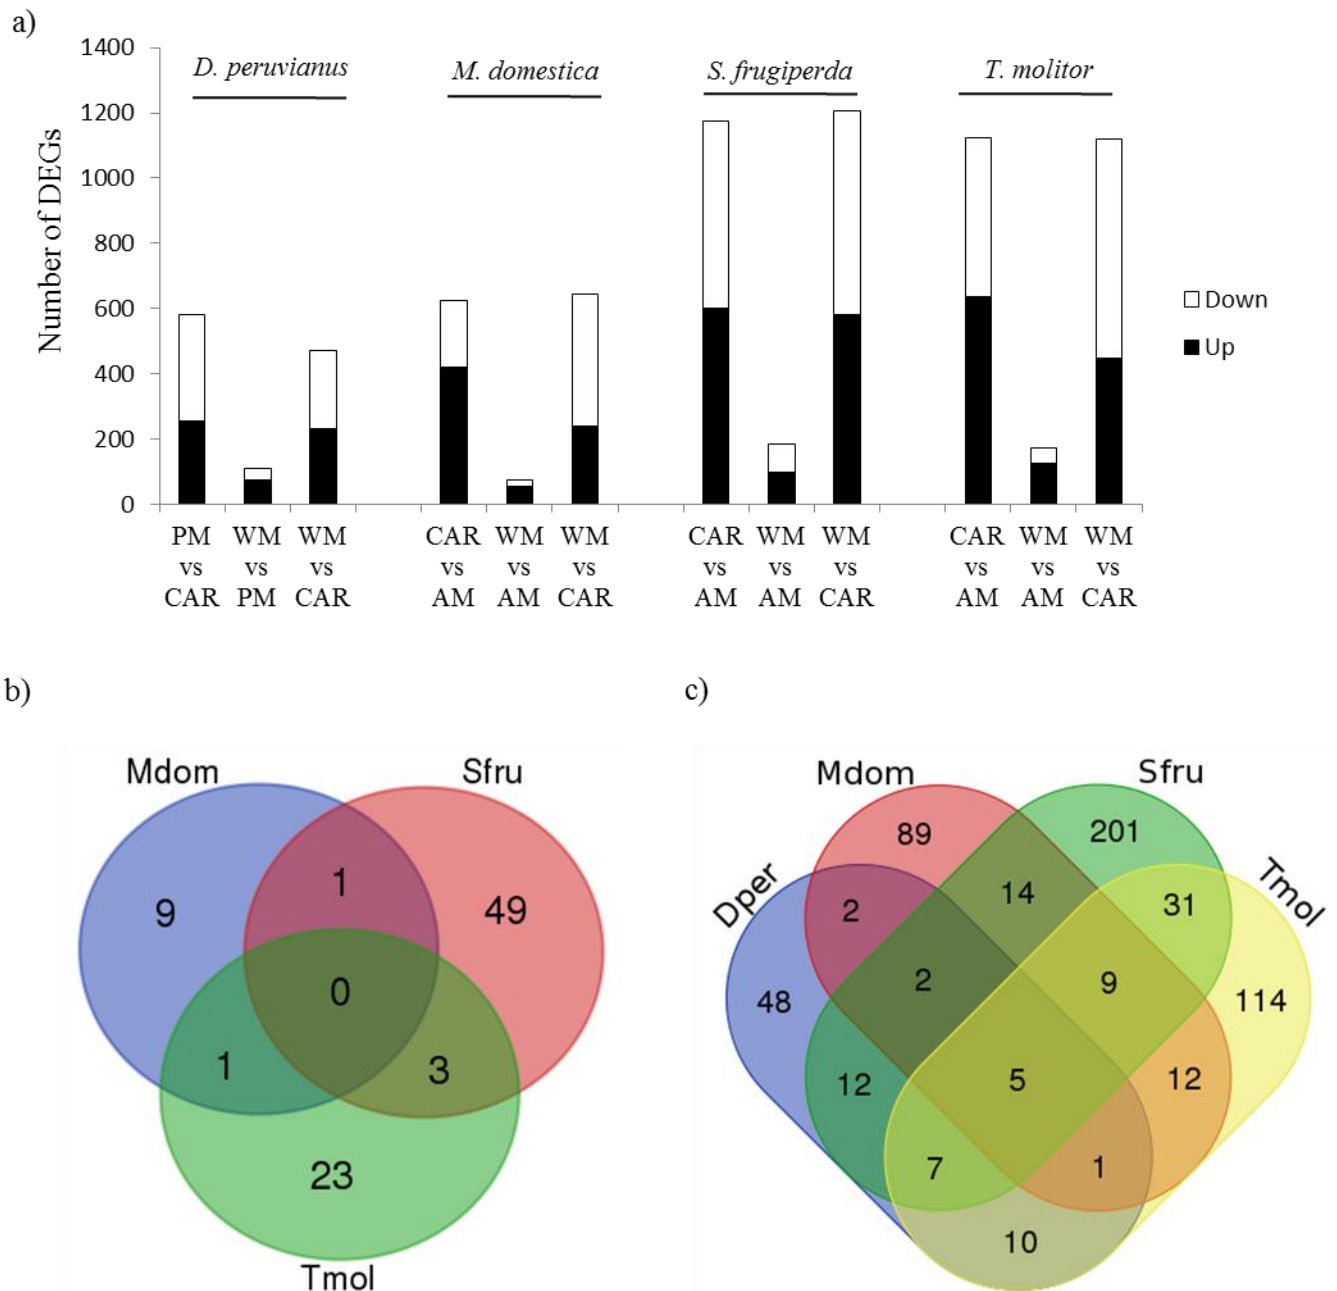 a)
1400
1200
1000
800
600
400
200
0
Number of DEGs
D. peruvianus
M. domestica
S. frugiperda
T. molitor
Down
Up
PM
vs
CAR
WM
vs
PM
WM
vs
CAR
CAR
vs
AM
WM
vs
AM
WM
vs
CAR
CAR
vs
AM
WM
vs
AM
WM
vs
CAR
CAR
vs
AM
WM
vs
AM
WM
vs
CAR
b)
Mdom
Sfru
1
9
49
0
1
3
23
Tmol
c)
Mdom
Sfru
Dper
Tmol
89
201
2
14
31
48
2
9
114
12
5
12
7
1
10